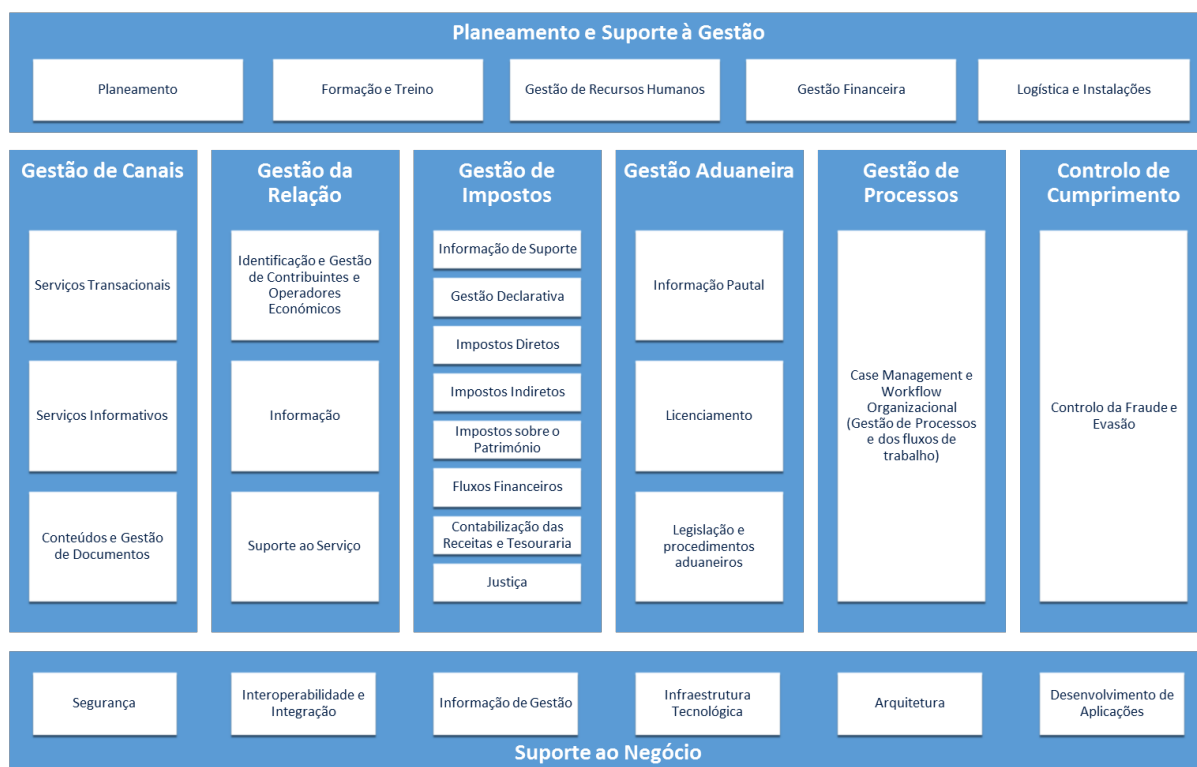 Planeamento e Suporte à Gestão
Planeamento
Formação e Treino
Gestão de Recursos Humanos
Gestão Financeira
Logística e Instalações
Gestão de Canais
Serviços Transacionais
Serviços Informativos
Conteúdos e Gestão
de Documentos
Gestão da
Relação
Identificação e Gestão
de Contribuintes e
Operadores
Económicos
Informação
Suporte ao Serviço
Gestão de
Impostos
Informação de Suporte
Gestão Declarativa
Impostos Diretos
Impostos Indiretos
Impostos sobre o
Património
Fluxos Financeiros
Contabilização das
Receitas e Tesouraria
Justiça
Gestão Aduaneira
Informação Pautal
Licenciamento
Legislação e
procedimentos
aduaneiros
Gestão de
Processos
Case Management e
Workflow
Organizacional
(Gestão de Processos
e dos fluxos de
trabalho)
Controlo de
Cumprimento
Controlo da Fraude e
Evasão
Segurança
Interoperabilidade e
Integração
Informação de Gestão
Infraestrutura
Tecnológica
Arquitetura
Desenvolvimento de
Aplicações
Suporte ao Negócio